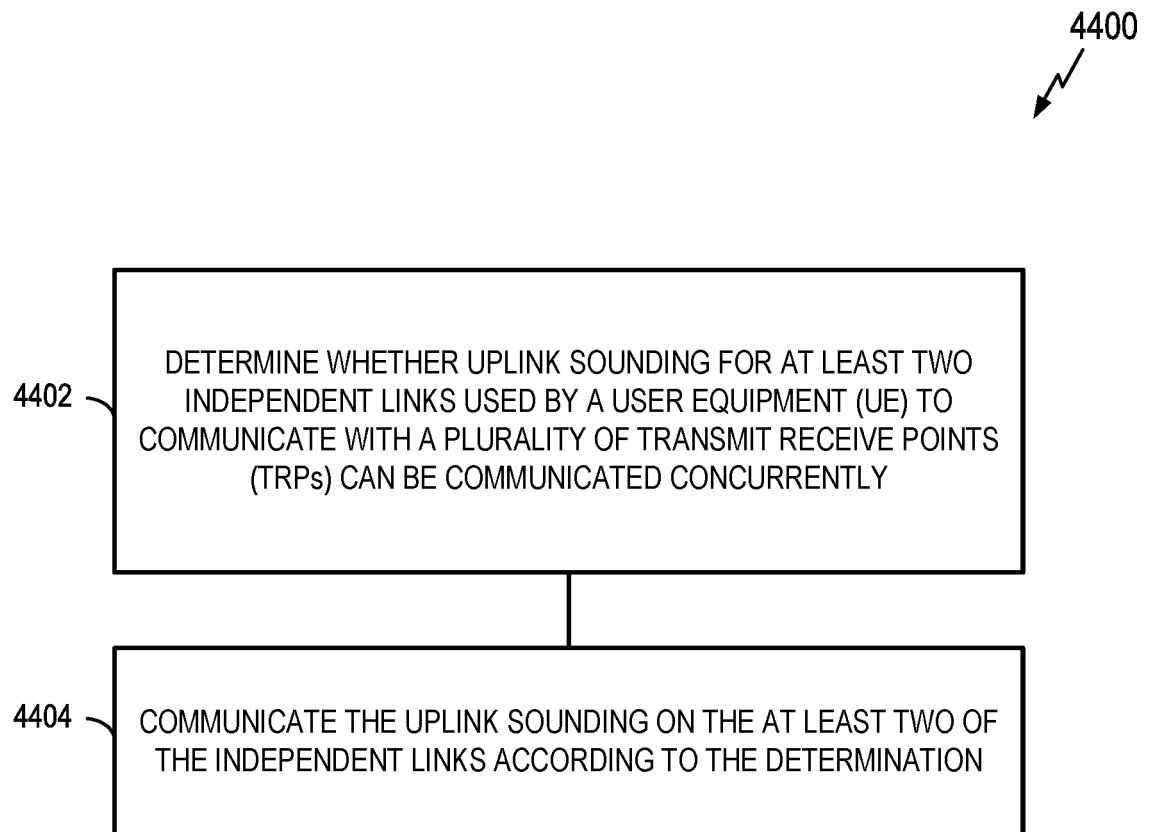 4400
4402
DETERMINE WHETHER UPLINK SOUNDING FOR AT LEAST TWO
INDEPENDENT LINKS USED BY A USER EQUIPMENT (UE) TO
COMMUNICATE WITH A PLURALITY OF TRANSMIT RECEIVE POINTS
(TRPs) CAN BE COMMUNICATED CONCURRENTLY
4404
COMMUNICATE THE UPLINK SOUNDING ON THE AT LEAST TWO OF
THE INDEPENDENT LINKS ACCORDING TO THE DETERMINATION